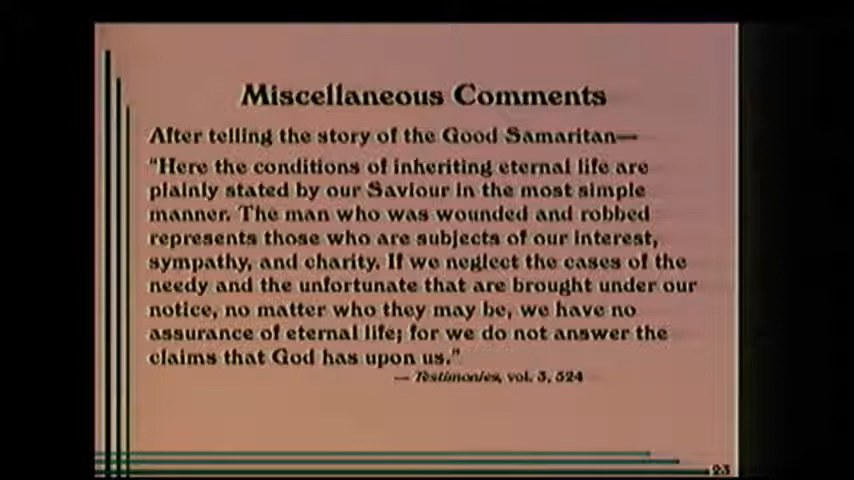 Miscellaneous Comments
After telling the story of the Good Samaritan—
"Here the conditions of inheriting eternal life are
plainly stated by our Saviour in the most simple
manner. The man who was wounded and robbed
represents those who are subjects of our interest,
sympathy, and charity. If we neglect the cases of the
needy and the unfortunate that are brought under our
notice, no matter who they may be, we have no
assurance of eternal life; for we do not answer the
claims that God has upon us."
— Testimonies, vol. 3, 524
23